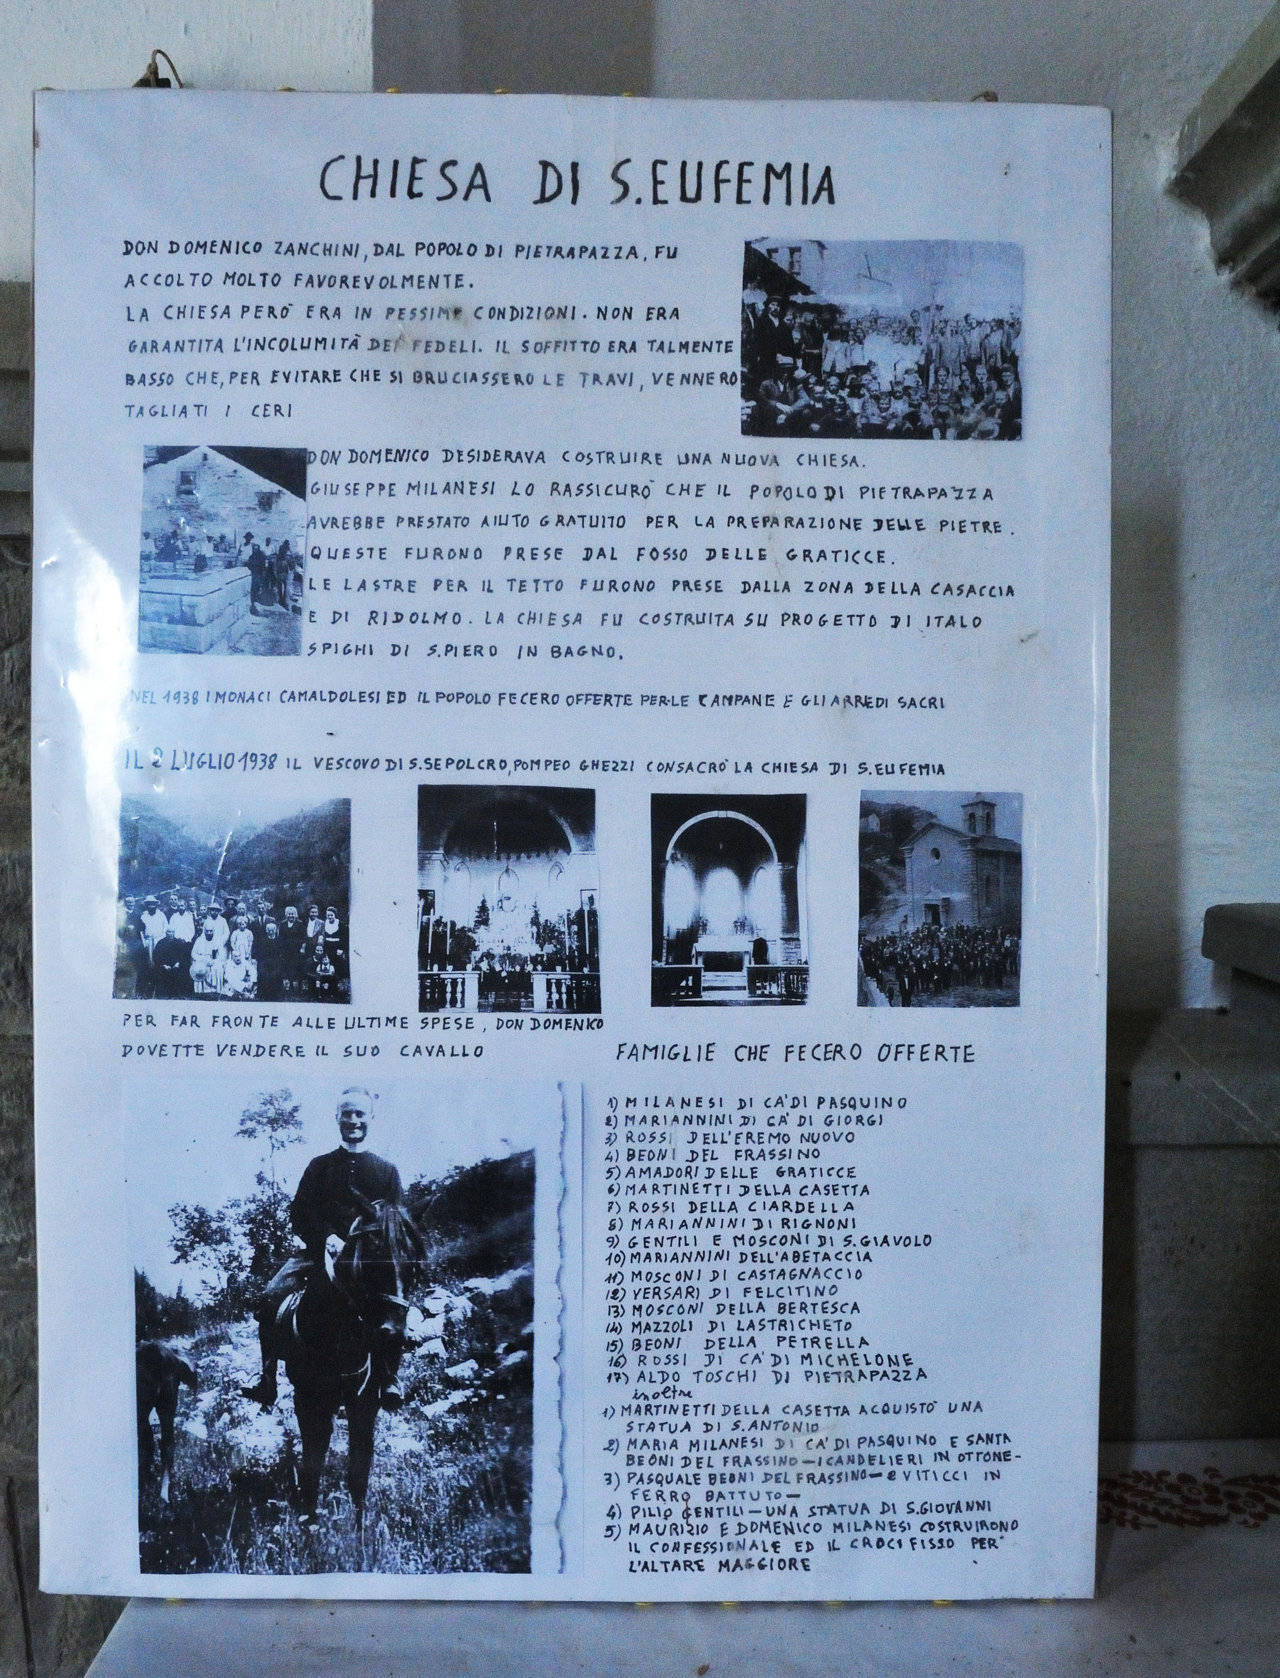 CHIESA DI S.EUFEMIA
DON DOMENICO ZANCHINI, DAL POPOLO DI PIETRAPAZZA, FU
ACCOLTO MOLTO FAVOREVOLMENTE.
LA CHIESA PERÒ ERA IN PESSIME CONDIZIONI. NON ERA
GARANTITA L'INCOLUMITÀ DEI FEDELI. IL SOFFITTO ERA TALMENTE
BASSO CHE, PER EVITARE CHE SI BRUCIASSERO LE TRAVI, VENNERO
TAGLIATI I CERI
DON DOMENICO DESIDERAVA COSTRUIRE UNA NUOVA CHIESA.
GIUSEPPE MILANESI LO RASSICURÒ CHE IL POPOLO DI PIETRAPAZZA
AVREBBE PRESTATO AIUTO GRATUITO PER LA PREPARAZIONE DELLE PIETRE.
QUESTE FURONO PRESE DAL FOSSO DELLE GRATICCE.
LE LASTRE PER IL TETTO FURONO PRESE DALLA ZONA DELLA CASACCIA
E DI RIDOLMO. LA CHIESA FU COSTRUITA SU PROGETTO DI ITALO
SPIGHI DI S.PIERO IN BAGNO.
NEL 1938 I MONACI CAMALDOLESI ED IL POPOLO FECERO OFFERTE PER LE CAMPANE E GLI ARREDI SACRI
IL 2 LUGLIO 1938 IL VESCOVO DI S.SEPOLCRO, POMPEO GHEZZI CONSACRÒ LA CHIESA DI S.EUFEMIA
PER FAR FRONTE ALLE ULTIME SPESE, DON DOMENICO
DOVETTE VENDERE IL SUO CAVALLO
FAMIGLIE CHE FECERO OFFERTE
1) MILANESI DI CA' DI PASQUINO
2) MARIANNINI DI CA' DI GIORGI
3) ROSSI DELL'EREMO NUOVO
4) BEONI DEL FRASSINO
5) AMADORI DELLE GRATICCE
6) MARTINETTI DELLA CASETTA
7) ROSSI DELLA CIARDELLA
8) MARIANNINI DI RIGNONI
9) GENTILI E MOSCONI DI S.GIAVOLO
10) MARIANNINI DELL'ABETACCIA
11) MOSCONI DI CASTAGNACCIO
12) VERSARI DI FELCITINO
13) MOSCONI DELLA BERTESCA
14) MAZZOLI DI LASTRICHETO
15) BEONI DELLA PETRELLA
16) ROSSI DI CA' DI MICHELONE
17) ALDO TOSCHI DI PIETRAPAZZA
inoltre
1) MARTINETTI DELLA CASETTA ACQUISTÒ UNA
STATUA DI S.ANTONIO
2) MARIA MILANESI DI CA' DI PASQUINO E SANTA
BEONI DEL FRASSINO - I CANDELIERI IN OTTONE -
3) PASQUALE BEONI DEL FRASSINO - 2 VITICCI IN
FERRO BATTUTO -
4) PILIO GENTILI - UNA STATUA DI S.GIOVANNI
5) MAURIZIO E DOMENICO MILANESI COSTRUIRONO
IL CONFESSIONALE ED IL CROCIFISSO PER
L'ALTARE MAGGIORE